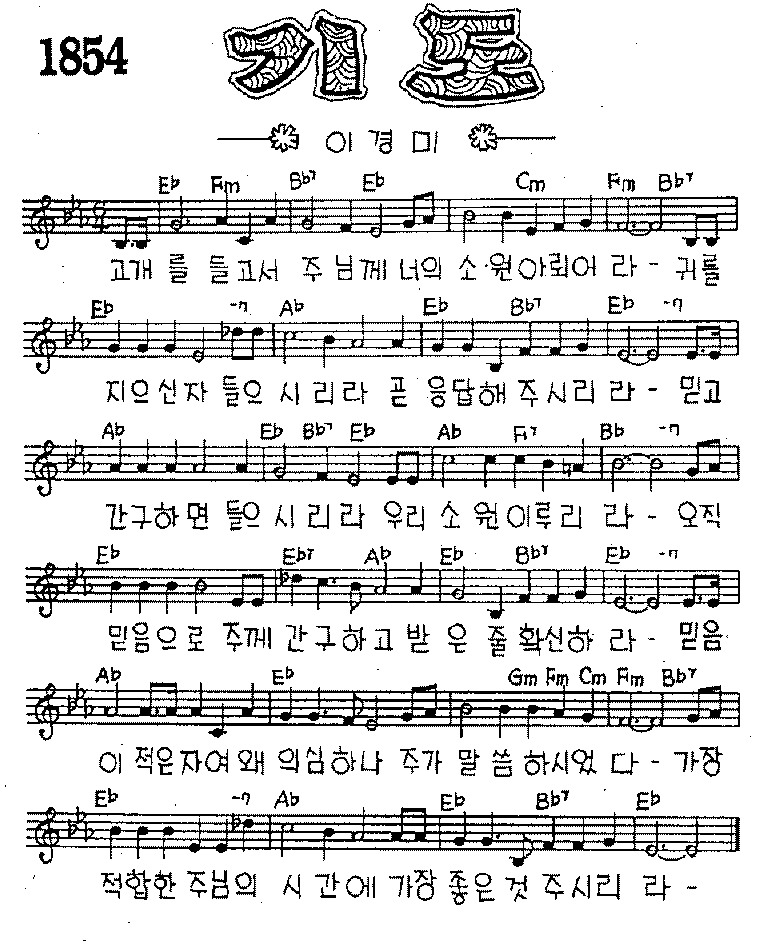 1854
기도
이경미
Eb Fm Bb7 Eb Cm Fm Bb7
고개 를 들고서 주 님께 너의 소·원아뢰어 라 - 귀를
Eb -7 Ab Eb Bb7 Eb -7
지으신자 들으 시 리라 곧 응답해 주시리 라 - 믿고
Ab Eb Bb7 Eb Ab F7 Bb -7
간구하면 들으 시 리 라 우리 소 원이루리 라 - 오직
Eb Eb7 Ab Eb Bb7 Eb -7
믿음으로 주께 간구하고 받 은 줄확신하 라 - 믿음
Ab Eb Gm Fm Cm Fm Bb7
이 적은자여왜 의심하나 주가 말 씀 하시었 다 - 가장
Eb -7 Ab Eb Bb7 Eb
적합한 주님의 시 간에 가장 좋은것 주시리 라 -